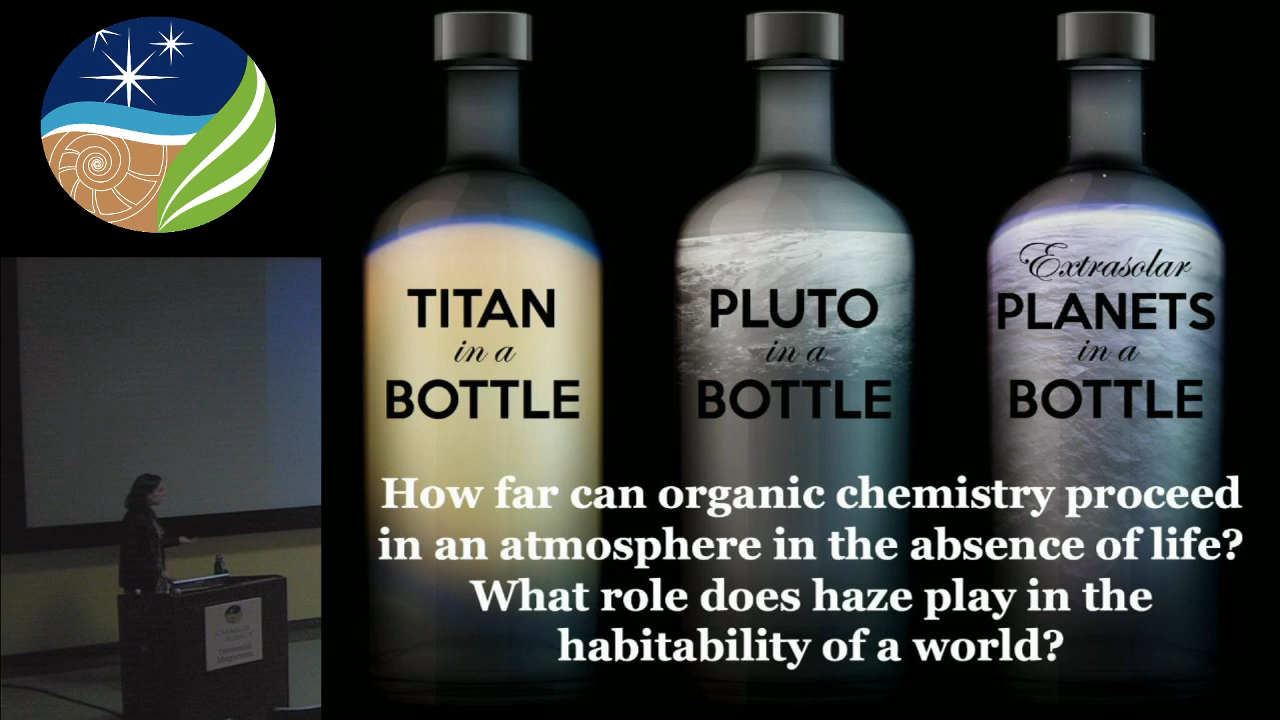 TITAN
in a
BOTTLE
PLUTO
in a
BOTTLE
Extrasolar
PLANETS
in a
BOTTLE
How far can organic chemistry proceed
in an atmosphere in the absence of life?
What role does haze play in the
habitability of a world?